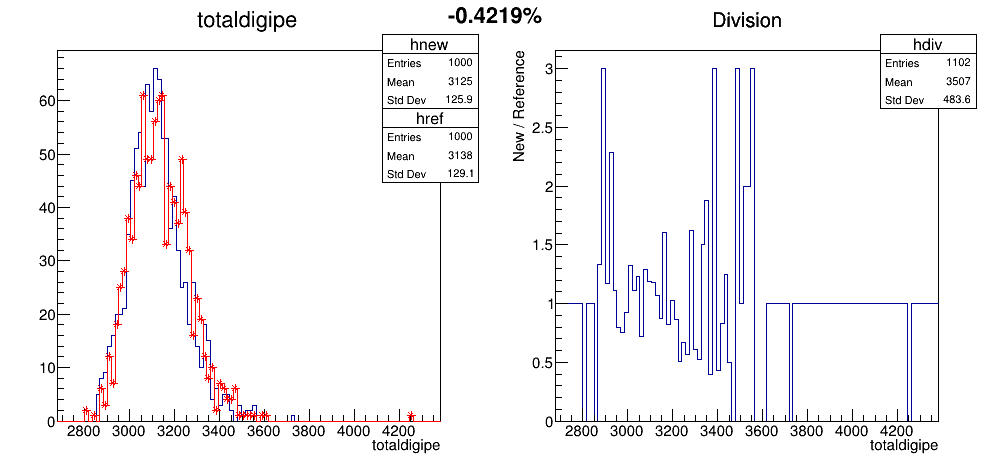 -0.4219%
totaldigipe
hnew
Entries 1000
Mean 3125
Std Dev 125.9
href
Entries 1000
Mean 3138
Std Dev 129.1
60
50
40
30
20
10
0
2800 3000 3200 3400 3600 3800 4000 4200
totaldigipe
Division
hdiv
Entries 1102
Mean 3507
Std Dev 483.6
New / Reference
3
2.5
2
1.5
1
0.5
0
2800 3000 3200 3400 3600 3800 4000 4200
totaldigipe